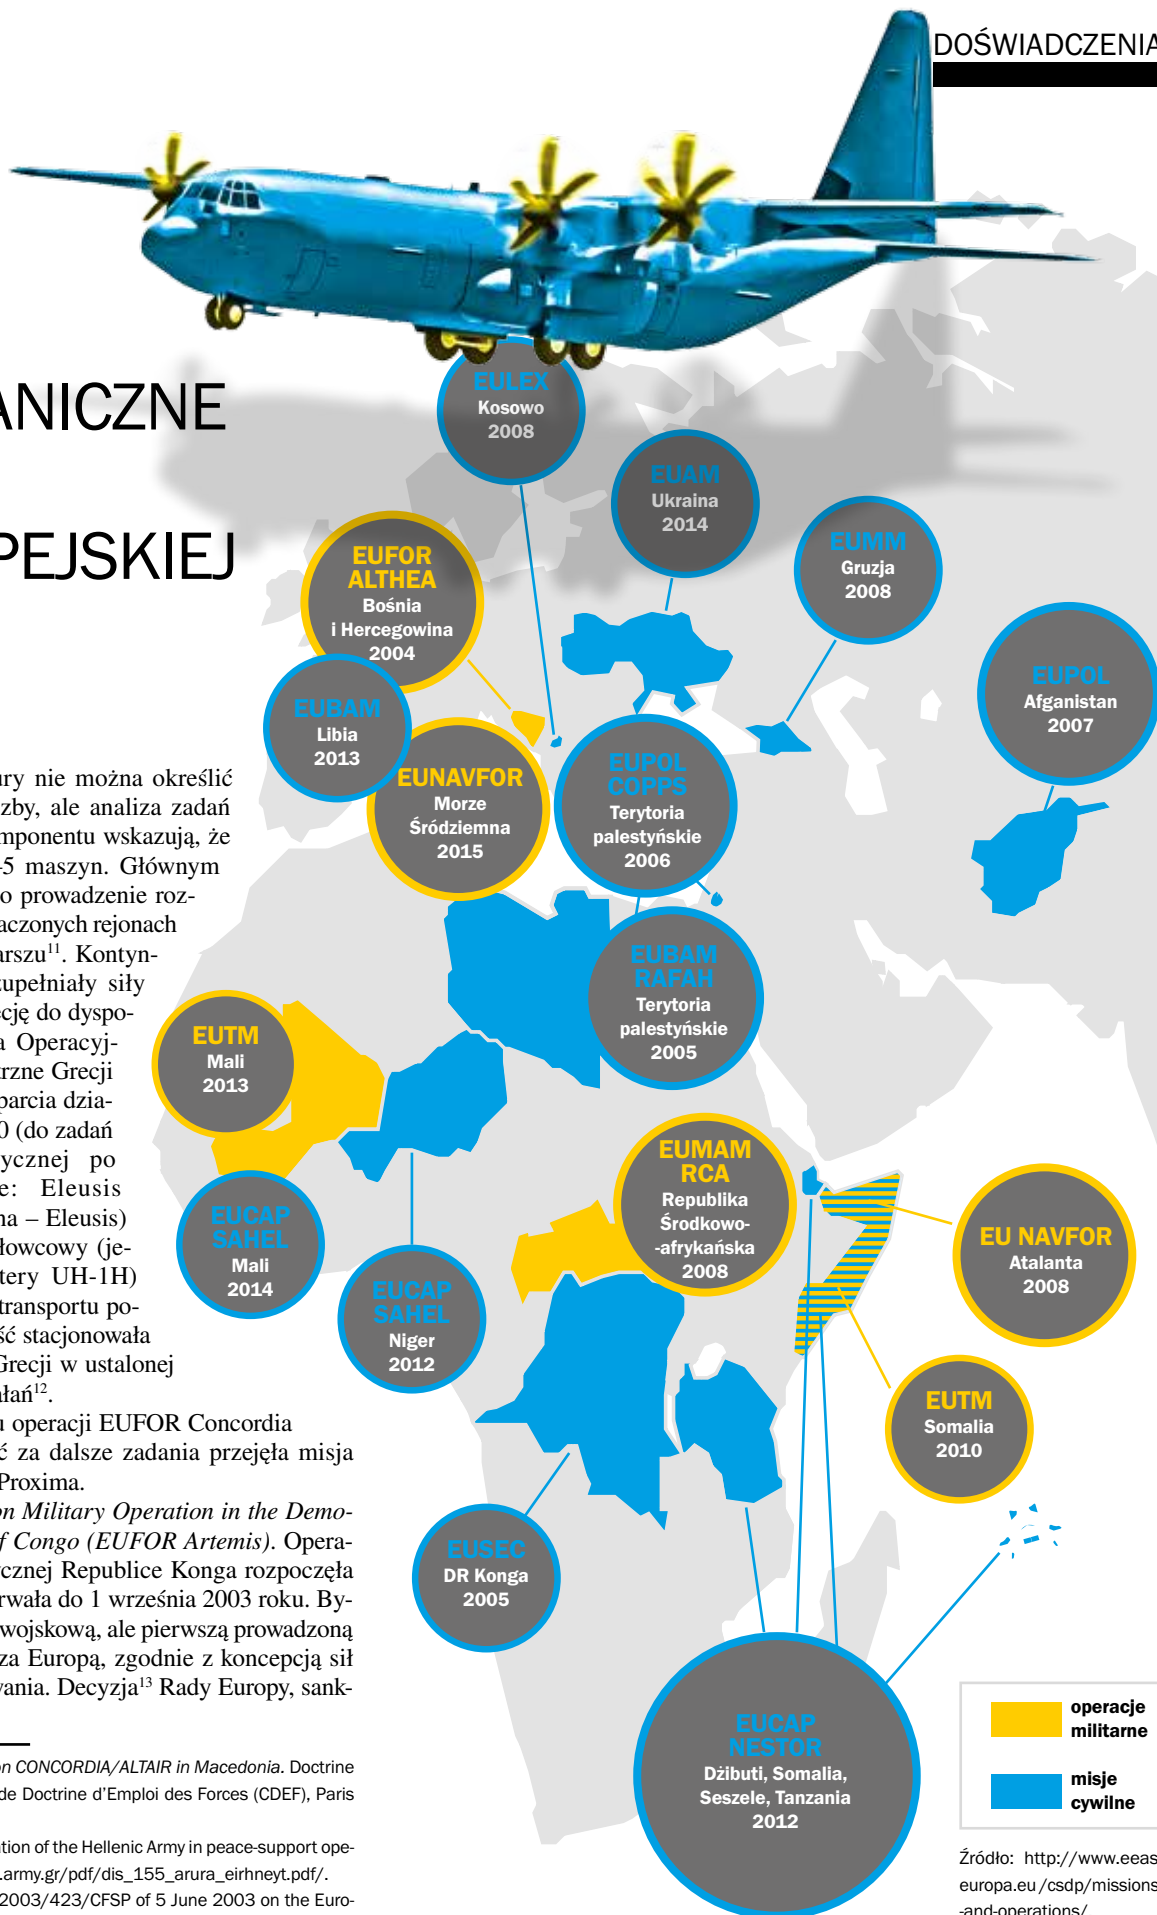 DOŚWIADCZENIA
ANICZNE
PEJSKIEJ
ury nie można określić
zby, ale analiza zadań
mponentu wskazują, że
-5 maszyn. Głównym
o prowadzenie roz-
aczonych rejonach
arszu¹¹. Kontyn-
zupełniały siły
ecję do dyspo-
a Operacyj-
trzne Grecji
parcia dzia-
0 (do zadań
ycznej po
e: Eleusis
na – Eleusis)
głowcowy (je-
tery UH-1H)
transportu po-
ść stacjonowała
Grecji w ustalonej
ałań¹².
u operacji EUFOR Concordia
ć za dalsze zadania przejęła misja
Proxima.
on Military Operation in the Demo-
f Congo (EUFOR Artemis). Opera-
cznej Republice Konga rozpoczęła
rwała do 1 września 2003 roku. By-
wojskową, ale pierwszą prowadzoną
za Europą, zgodnie z koncepcją sił
wania. Decyzja¹³ Rady Europy, sank-
on CONCORDIA/ALTAIR in Macedonia. Doctrine
de Doctrine d'Emploi des Forces (CDEF), Paris
ation of the Hellenic Army in peace-support ope-
.army.gr/pdf/dis_155_arura_eirhneyt.pdf/.
2003/423/CFSP of 5 June 2003 on the Euro-
EULEX
Kosowo
2008
EUAM
Ukraina
2014
EUMM
Gruzja
2008
EUFOR
ALTHEA
Bośnia
i Hercegowina
2004
EUPOL
Afganistan
2007
EUBAM
Libia
2013
EUNAVFOR
Morze
Śródziemna
2015
EUPOL
COPPS
Terytoria
palestyńskie
2006
EUBAM
RAFAH
Terytoria
palestyńskie
2005
EUTM
Mali
2013
EUMAM
RCA
Republika
Środkowo-
-afrykańska
2008
EUCAP
SAHEL
Mali
2014
EU NAVFOR
Atalanta
2008
EUCAP
SAHEL
Niger
2012
EUTM
Somalia
2010
EUSEC
DR Konga
2005
EUCAP
NESTOR
Dżibuti, Somalia,
Seszele, Tanzania
2012
operacje
militarne
misje
cywilne
Źródło: http://www.eeas
europa.eu/csdp/missions
-and-operations/